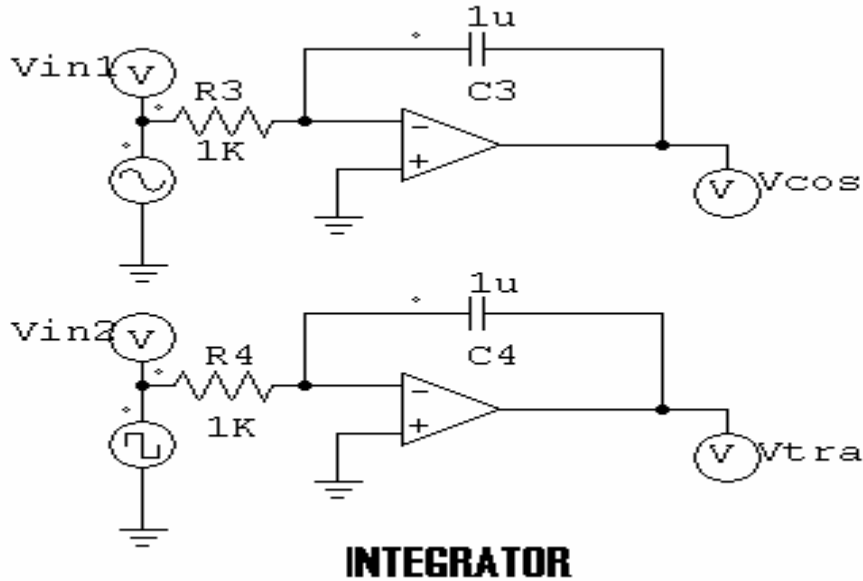 1u
Vin1
V
R3
C3
1K
−
+
V
Vcos
1u
Vin2
V
R4
C4
1K
−
+
V
Vtra
INTEGRATOR